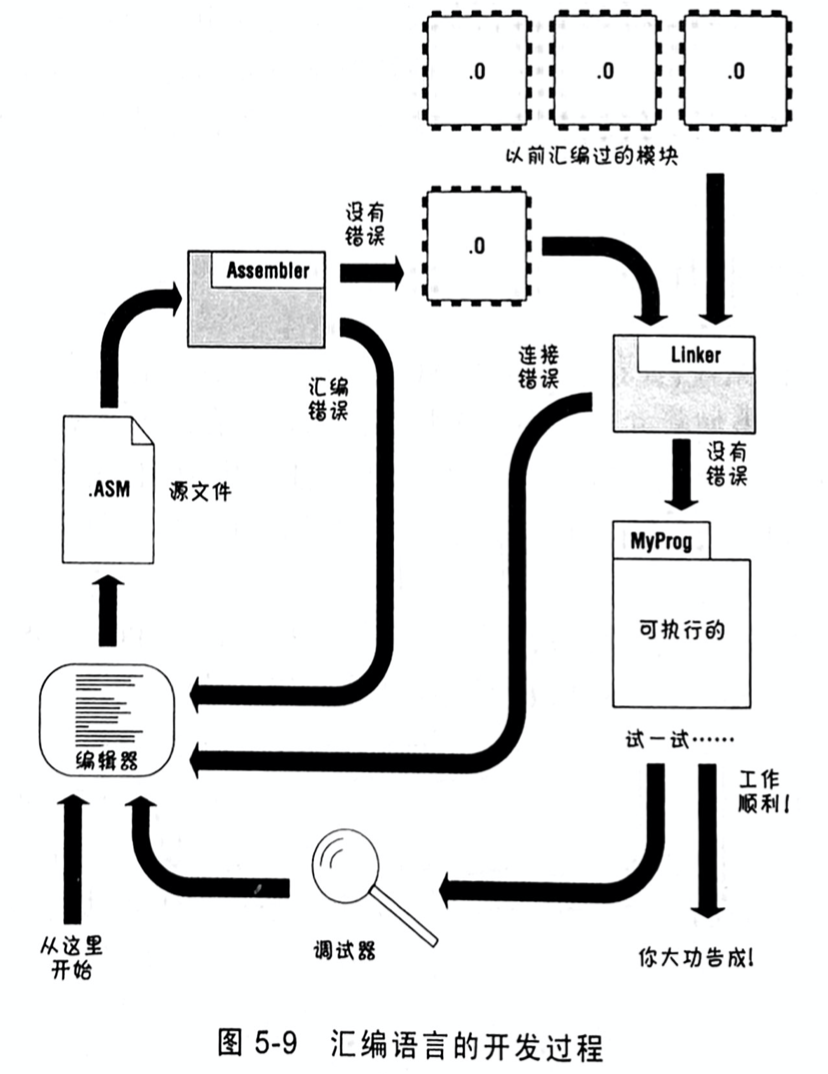 .O
.O
.O
以前汇编过的模块
没有
错误
.O
Assembler
汇编
错误
连接
错误
Linker
没有
错误
.ASM
源文件
MyProg
可执行的
编辑器
试一试……
工作
顺利！
从这里
开始
调试器
你大功告成！
图 5-9 汇编语言的开发过程